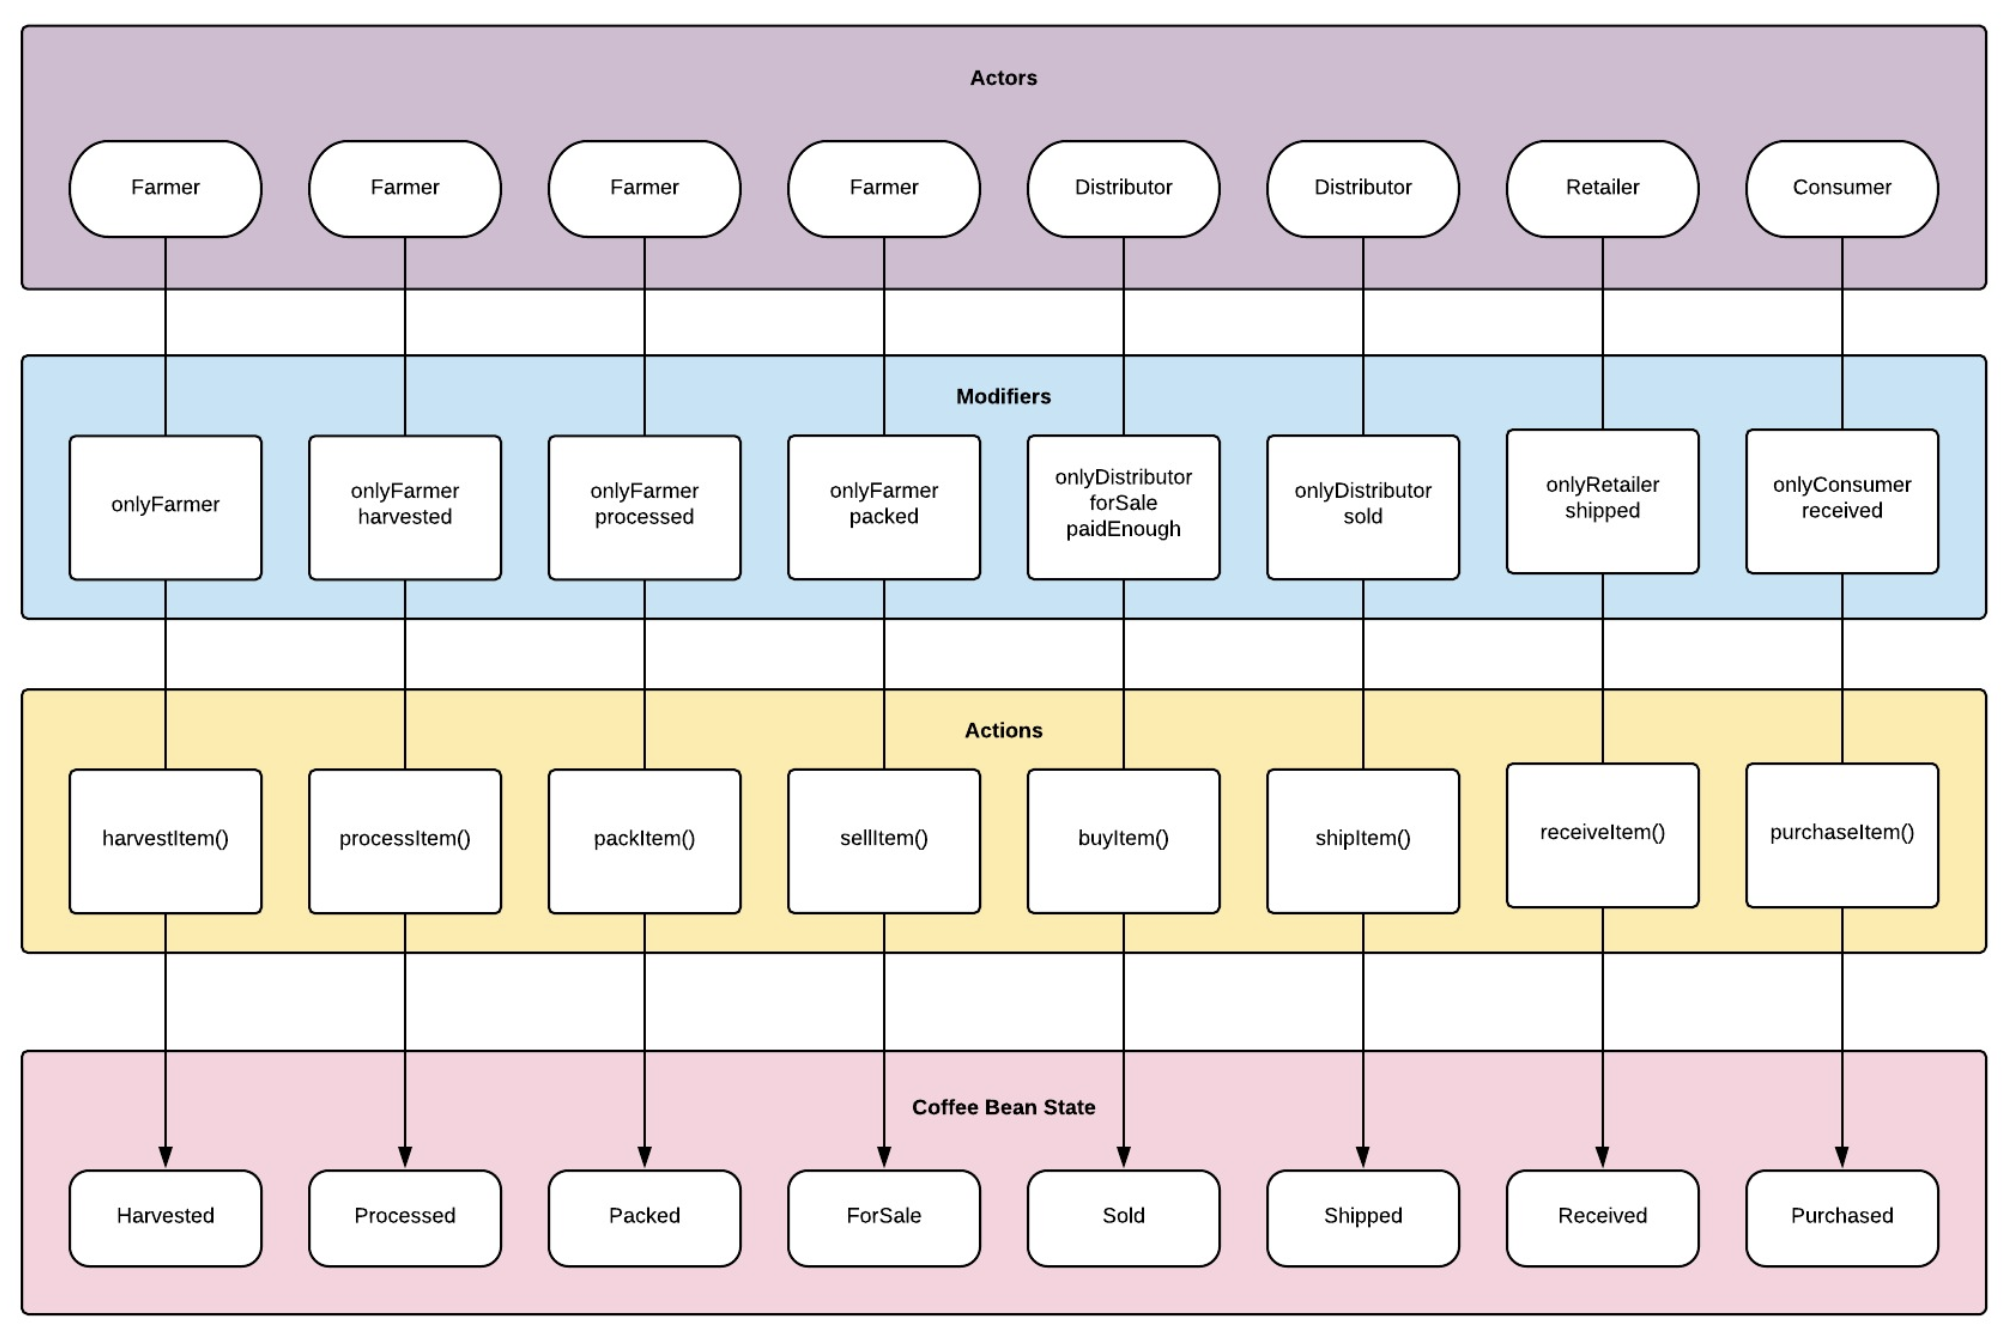 Actors
Farmer
Farmer
Farmer
Farmer
Distributor
Distributor
Retailer
Consumer
Modifiers
onlyFarmer
onlyFarmer
harvested
onlyFarmer
processed
onlyFarmer
packed
onlyDistributor
forSale
paidEnough
onlyDistributor
sold
onlyRetailer
shipped
onlyConsumer
received
Actions
harvestItem()
processItem()
packItem()
sellItem()
buyItem()
shipItem()
receiveItem()
purchaseItem()
Coffee Bean State
Harvested
Processed
Packed
ForSale
Sold
Shipped
Received
Purchased